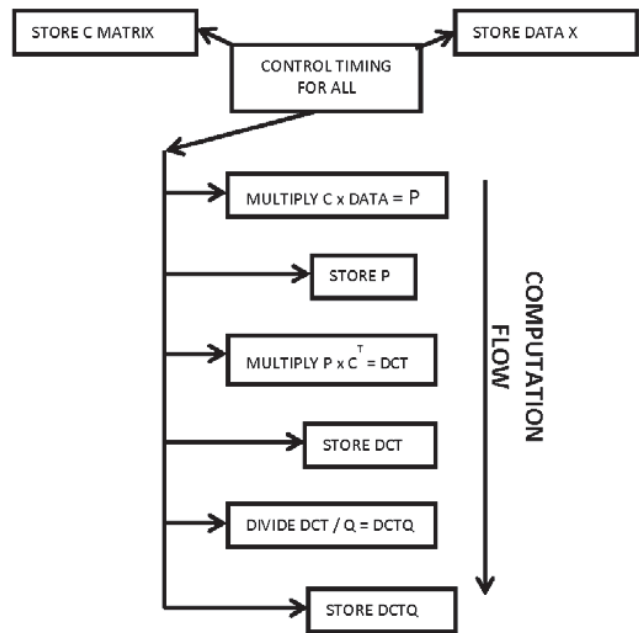 STORE C MATRIX
STORE DATA X
CONTROL TIMING
FOR ALL
MULTIPLY C x DATA = P
STORE P
MULTIPLY P x C^T = DCT
STORE DCT
DIVIDE DCT / Q = DCTQ
STORE DCTQ
COMPUTATION
FLOW